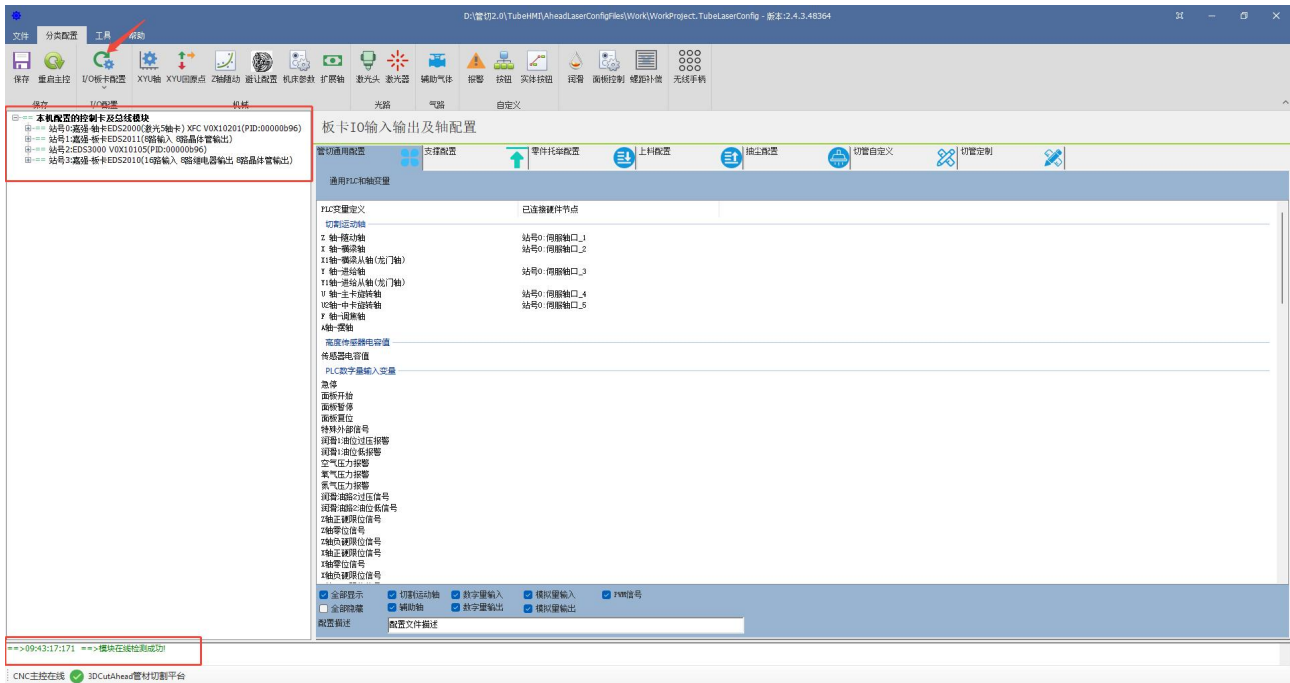 D:\管切2.0\TubeHMI\AheadLaserConfigFiles\Work\WorkProject.TubeLaserConfig - 版本:2.4.3.48364
文件 分类配置 工具 帮助
保存 重启主控 I/O板卡配置 XYU轴 XYU回原点 Z轴随动 避让配置 机床参数 扩展轴 激光头 激光器 辅助气体 报警 按钮 实体按钮 润滑 面板控制 螺距补偿 无线手柄
保存 I/O配置 机械 光路 气路 自定义
本机配置的控制卡及总线模块
站号0:嘉强-轴卡EDS2000(激光5轴卡) XFC V0X10201(PID:00000b96)
站号1:嘉强-板卡EDS2011(8路输入 8路晶体管输出)
站号2:EDS3000 V0X10105(PID:00000b96)
站号3:嘉强-板卡EDS2010(16路输入 8路继电器输出 8路晶体管输出)
板卡IO输入输出及轴配置
管切通用配置 支撑配置 零件托举配置 上料配置 抽尘配置 切管自定义 切管定制
通用PLC和轴变量
PLC变量定义 已连接硬件节点
切割运动轴
Z 轴-随动轴 站号0:伺服轴口_1
X 轴-横梁轴 站号0:伺服轴口_2
X1轴-横梁从轴(龙门轴)
Y 轴-进给轴 站号0:伺服轴口_3
Y1轴-进给从轴(龙门轴)
U 轴-主卡旋转轴 站号0:伺服轴口_4
U2轴-中卡旋转轴 站号0:伺服轴口_5
F 轴-调焦轴
A轴-摆轴
高度传感器电容值
传感器电容值
PLC数字量输入变量
急停
面板开始
面板暂停
面板复位
特殊外部信号
润滑1:油位过压报警
润滑1:油位低报警
空气压力报警
氧气压力报警
氮气压力报警
润滑:油路2过压信号
润滑:油路2:油位低信号
Z轴正硬限位信号
Z轴零位信号
Z轴负硬限位信号
X轴正硬限位信号
X轴零位信号
X轴负硬限位信号
全部显示 切割运动轴 数字量输入 模拟量输入 PWM信号
全部隐藏 辅助轴 数字量输出 模拟量输出
配置描述 配置文件描述
==>09:43:17:171 ==>模块在线检测成功!
CNC主控在线 3DCutAhead管材切割平台